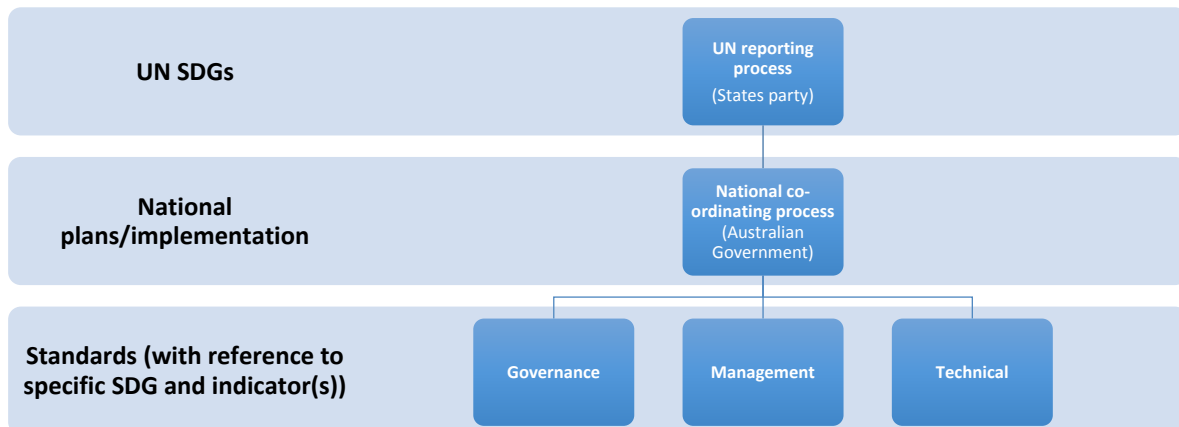 UN SDGs
UN reporting
process
(States party)
National
plans/implementation
National co-
ordinating process
(Australian
Government)
Standards (with reference to
specific SDG and indicator(s))
Governance
Management
Technical